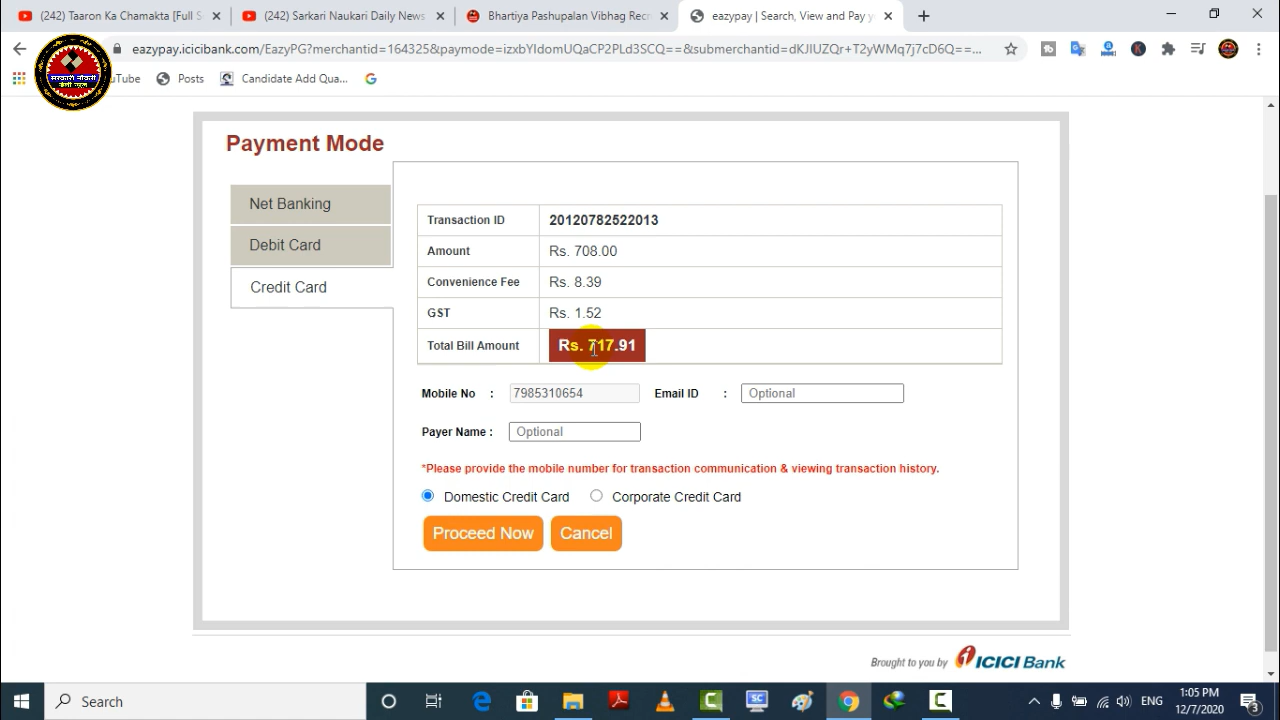 (242) Taaron Ka Chamakta [Full S
(242) Sarkari Naukari Daily News
Bhartiya Pashupalan Vibhag Recr
eazypay | Search, View and Pay y
eazypay.icicibank.com/EazyPG?merchantid=164325&paymode=izxbYIdomUQaCP2PLd3SCQ==&submerchantid=dKJIUZQr+T2yWMq7j7cD6Q==...
सरकारी नौकरी
डेली न्यूज़
uTube
Posts
Candidate Add Qua...
Payment Mode
Net Banking
Debit Card
Credit Card
Transaction ID 20120782522013
Amount Rs. 708.00
Convenience Fee Rs. 8.39
GST Rs. 1.52
Total Bill Amount Rs. 717.91
Mobile No : 7985310654 Email ID : Optional
Payer Name : Optional
*Please provide the mobile number for transaction communication & viewing transaction history.
Domestic Credit Card Corporate Credit Card
Proceed Now Cancel
Brought to you by ICICI Bank
Search
ENG
1:05 PM
12/7/2020
3